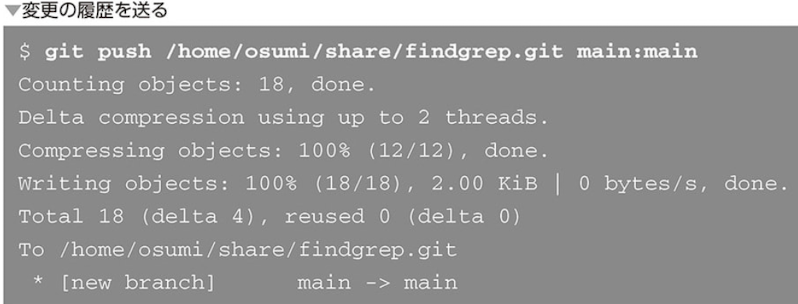 ▼変更の履歴を送る
$ git push /home/osumi/share/findgrep.git main:main
Counting objects: 18, done.
Delta compression using up to 2 threads.
Compressing objects: 100% (12/12), done.
Writing objects: 100% (18/18), 2.00 KiB | 0 bytes/s, done.
Total 18 (delta 4), reused 0 (delta 0)
To /home/osumi/share/findgrep.git
 * [new branch]      main -> main